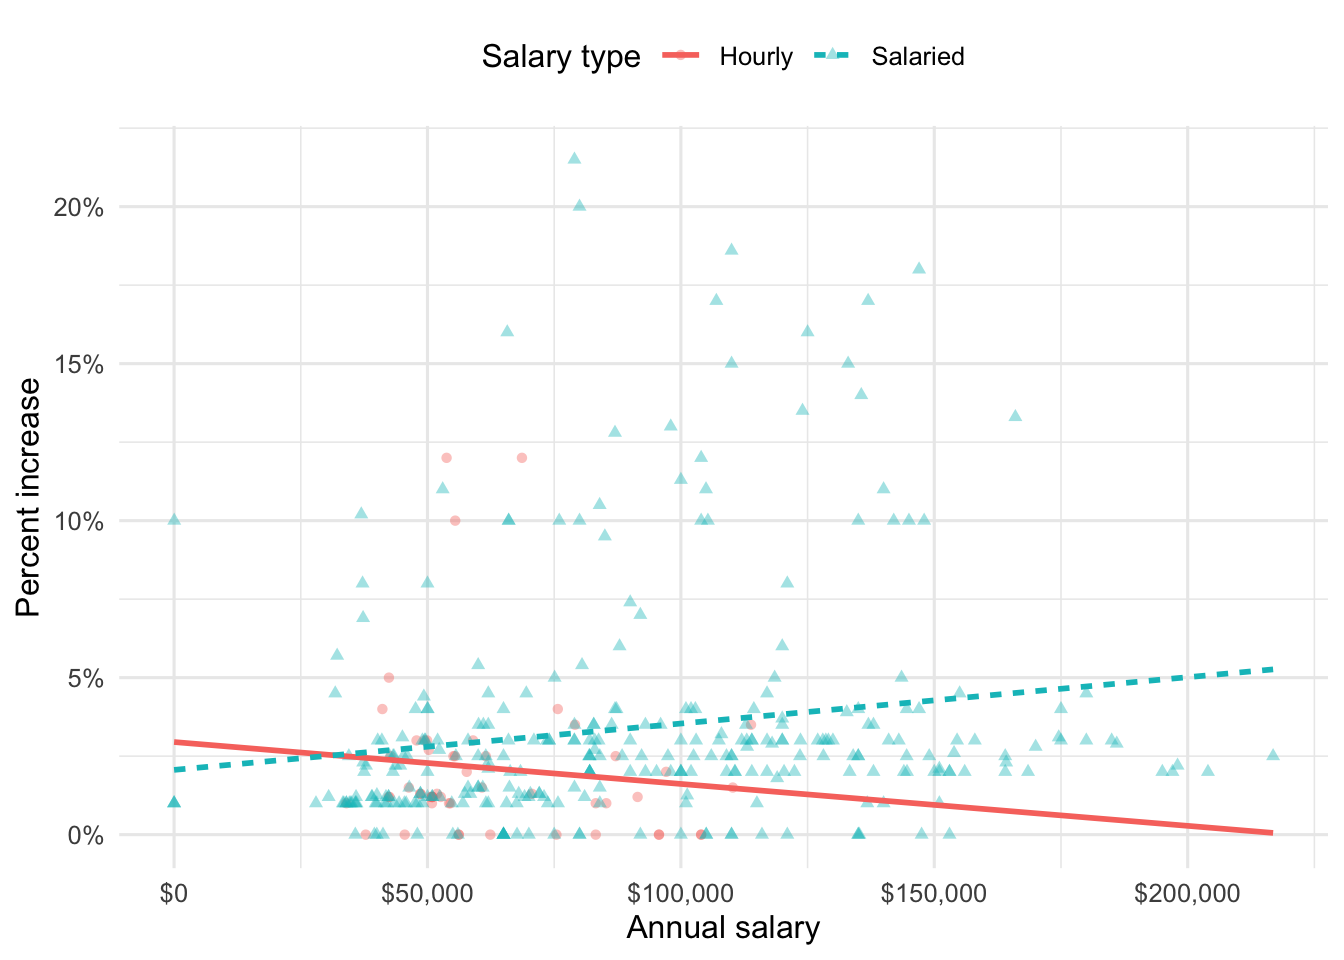 Salary type Hourly Salaried
20%
15%
10%
5%
0%
Percent increase
$0 $50,000 $100,000 $150,000 $200,000
Annual salary